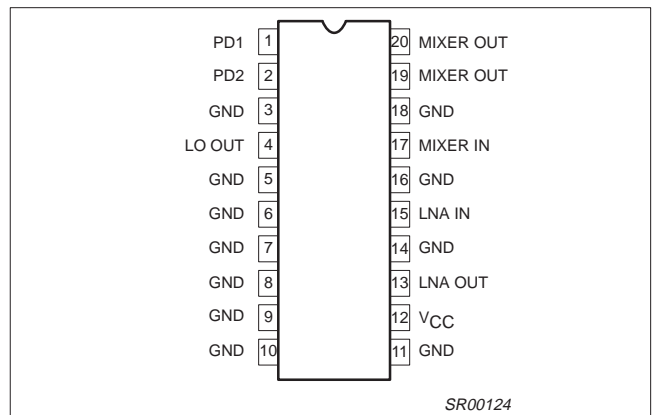 PD1 1 20 MIXER OUT
PD2 2 19 MIXER OUT
GND 3 18 GND
LO OUT 4 17 MIXER IN
GND 5 16 GND
GND 6 15 LNA IN
GND 7 14 GND
GND 8 13 LNA OUT
GND 9 12 VCC
GND 10 11 GND
SR00124